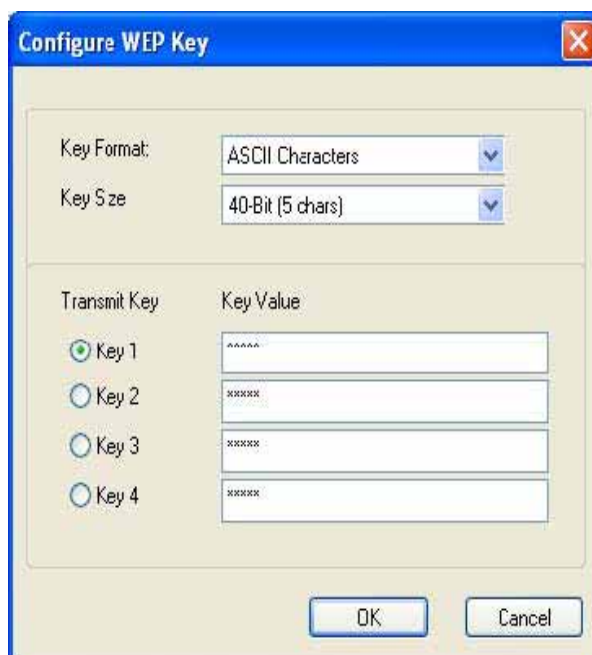 Configure WEP Key
Key Format: ASCII Characters
Key Size 40-Bit (5 chars)
Transmit Key Key Value
Key 1 *****
Key 2 *****
Key 3 *****
Key 4 *****
OK Cancel